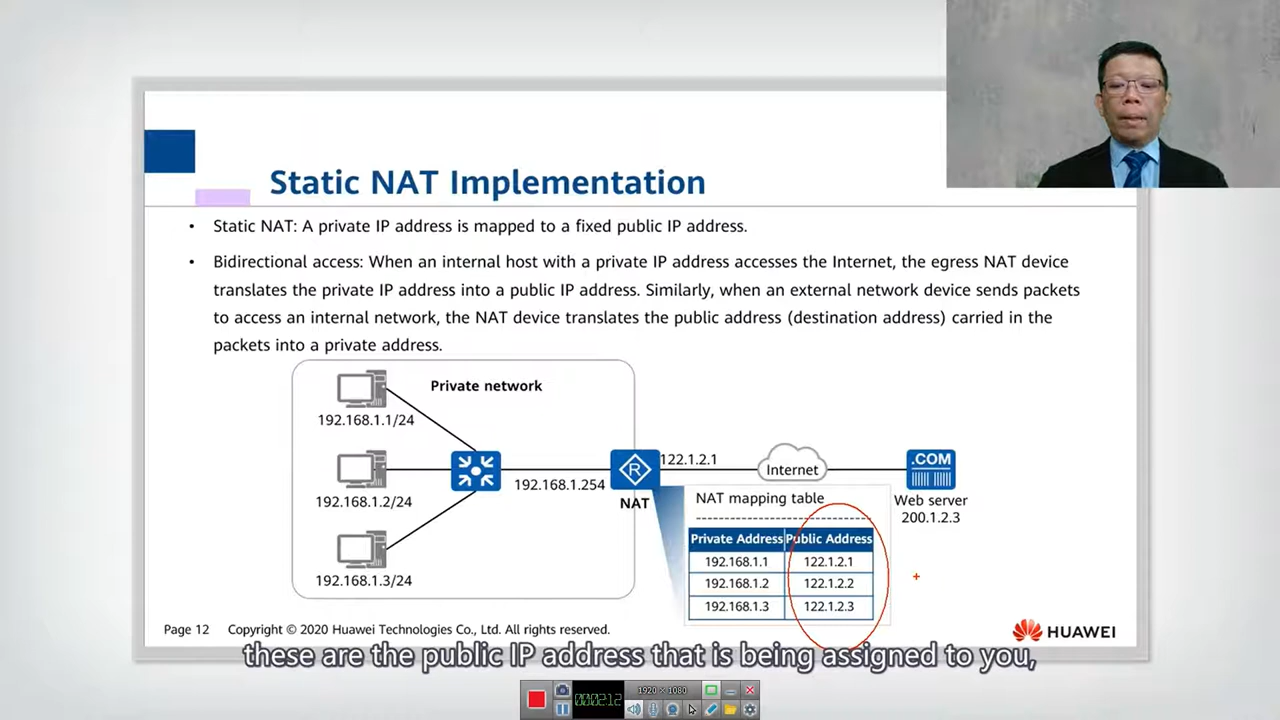 Static NAT Implementation
• Static NAT: A private IP address is mapped to a fixed public IP address.
• Bidirectional access: When an internal host with a private IP address accesses the Internet, the egress NAT device
translates the private IP address into a public IP address. Similarly, when an external network device sends packets
to access an internal network, the NAT device translates the public address (destination address) carried in the
packets into a private address.
Private network
192.168.1.1/24
192.168.1.2/24
192.168.1.3/24
192.168.1.254
R
NAT
122.1.2.1
Internet
.COM
Web server
200.1.2.3
NAT mapping table
Private Address Public Address
192.168.1.1 122.1.2.1
192.168.1.2 122.1.2.2
192.168.1.3 122.1.2.3
Page 12 Copyright © 2020 Huawei Technologies Co., Ltd. All rights reserved.
HUAWEI
these are the public IP address that is being assigned to you,
1920 × 1080